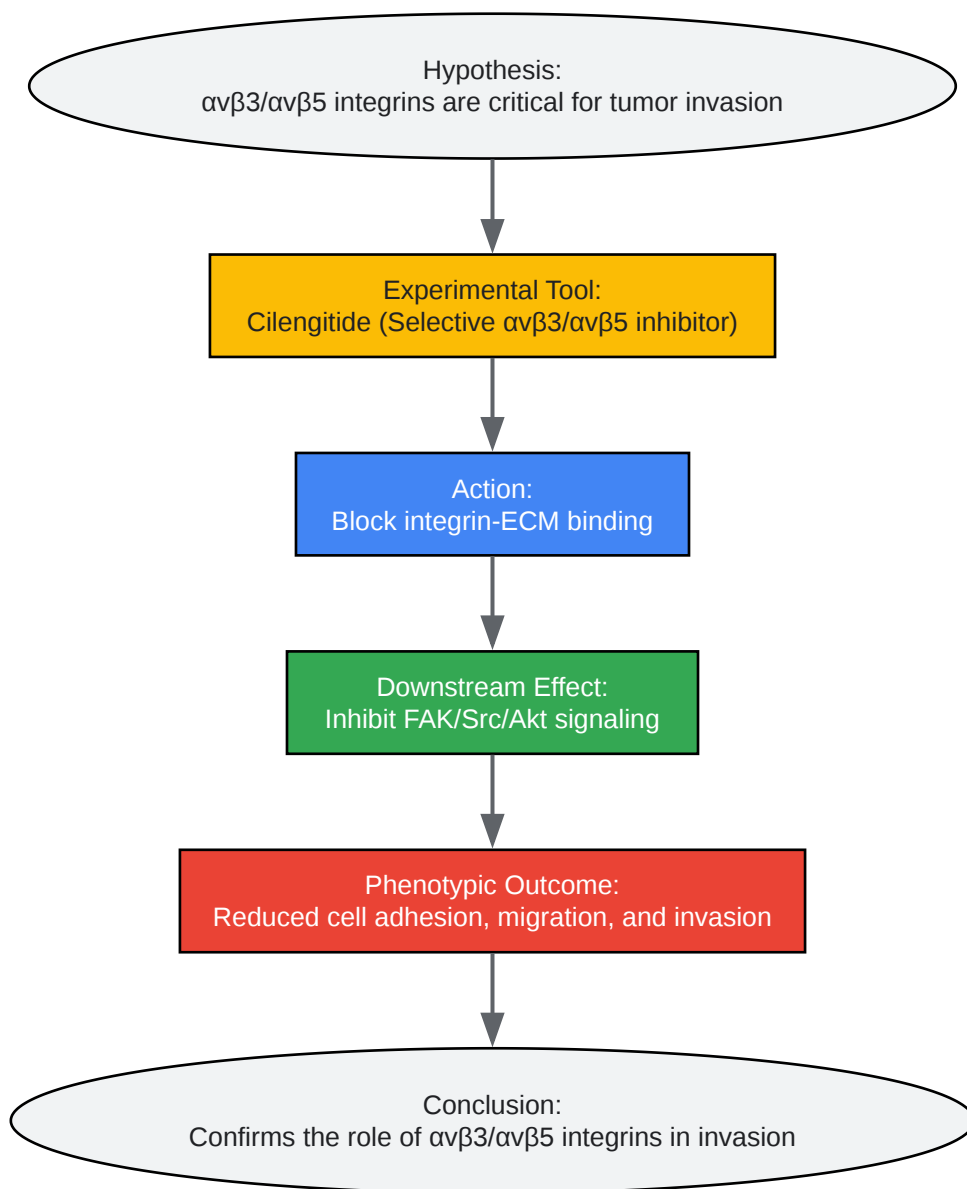 Hypothesis:
αvβ3/αvβ5 integrins are critical for tumor invasion
Experimental Tool:
Cilengitide (Selective αvβ3/αvβ5 inhibitor)
Action:
Block integrin-ECM binding
Downstream Effect:
Inhibit FAK/Src/Akt signaling
Phenotypic Outcome:
Reduced cell adhesion, migration, and invasion
Conclusion:
Confirms the role of αvβ3/αvβ5 integrins in invasion